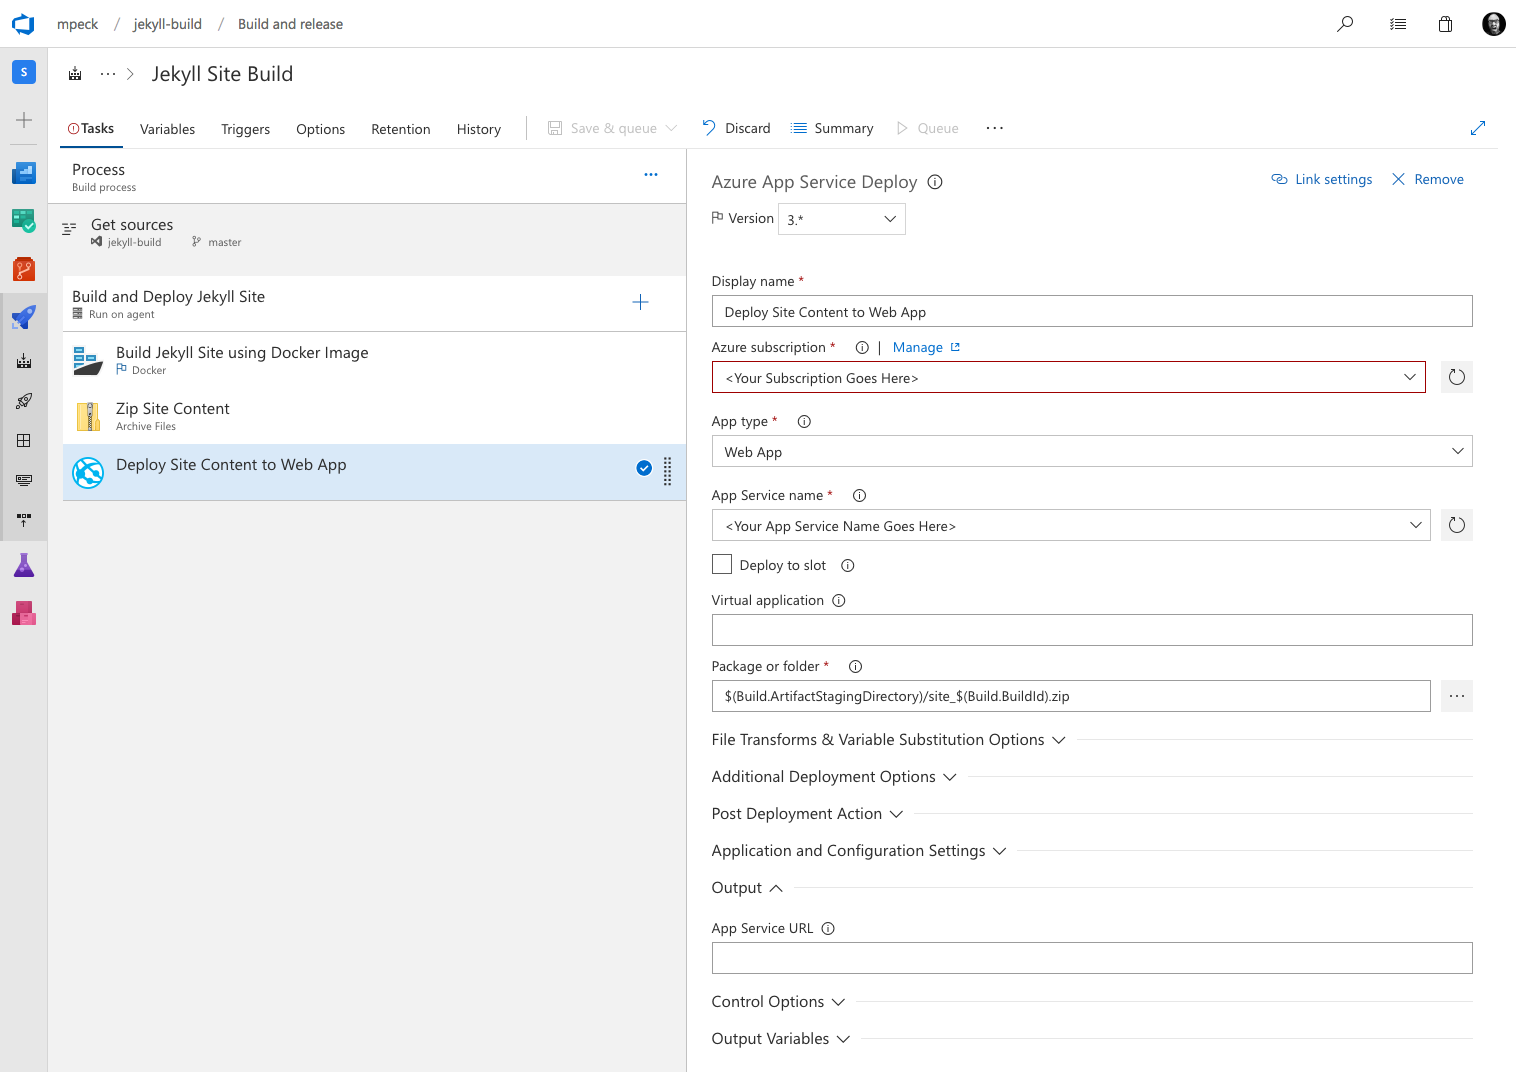 mpeck / jekyll-build / Build and release
S
··· > Jekyll Site Build
Tasks Variables Triggers Options Retention History Save & queue Discard Summary Queue ···
Process
Build process
Get sources
jekyll-build master
Build and Deploy Jekyll Site
Run on agent
Build Jekyll Site using Docker Image
Docker
Zip Site Content
Archive Files
Deploy Site Content to Web App
Azure App Service Deploy
Link settings Remove
Version 3.*
Display name *
Deploy Site Content to Web App
Azure subscription * | Manage
<Your Subscription Goes Here>
App type *
Web App
App Service name *
<Your App Service Name Goes Here>
Deploy to slot
Virtual application
Package or folder *
$(Build.ArtifactStagingDirectory)/site_$(Build.BuildId).zip
File Transforms & Variable Substitution Options
Additional Deployment Options
Post Deployment Action
Application and Configuration Settings
Output
App Service URL
Control Options
Output Variables